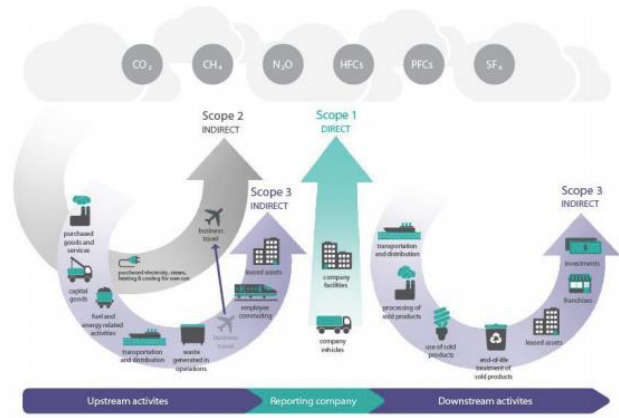 CO₂
CH₄
N₂O
HFCs
PFCs
SF₆
Scope 2
INDIRECT
Scope 1
DIRECT
Scope 3
INDIRECT
Scope 3
INDIRECT
purchased
goods and
services
capital
goods
fuel and
energy related
activities
transportation
and distribution
waste
generated in
operations
business
travel
purchased electricity, steam,
heating & cooling for own use
business
travel
employee
commuting
leased assets
company
facilities
company
vehicles
transportation
and distribution
processing of
sold products
use of sold
products
end-of-life
treatment of
sold products
leased assets
franchises
investments
Upstream activites
Reporting company
Downstream activites